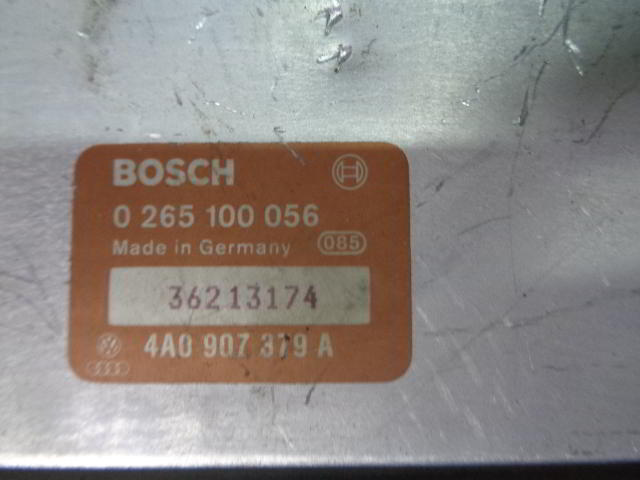 BOSCH
0 265 100 056
Made in Germany 085
36213174
4A0 907 379 A